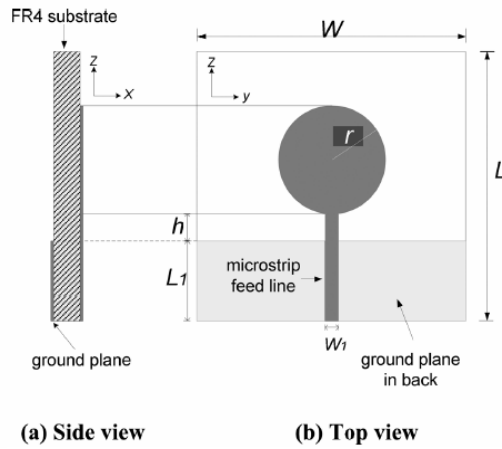 FR4 substrate
W
z
x
z
y
r
L
h
L1
microstrip
feed line
W1
ground plane
ground plane
in back
(a) Side view
(b) Top view